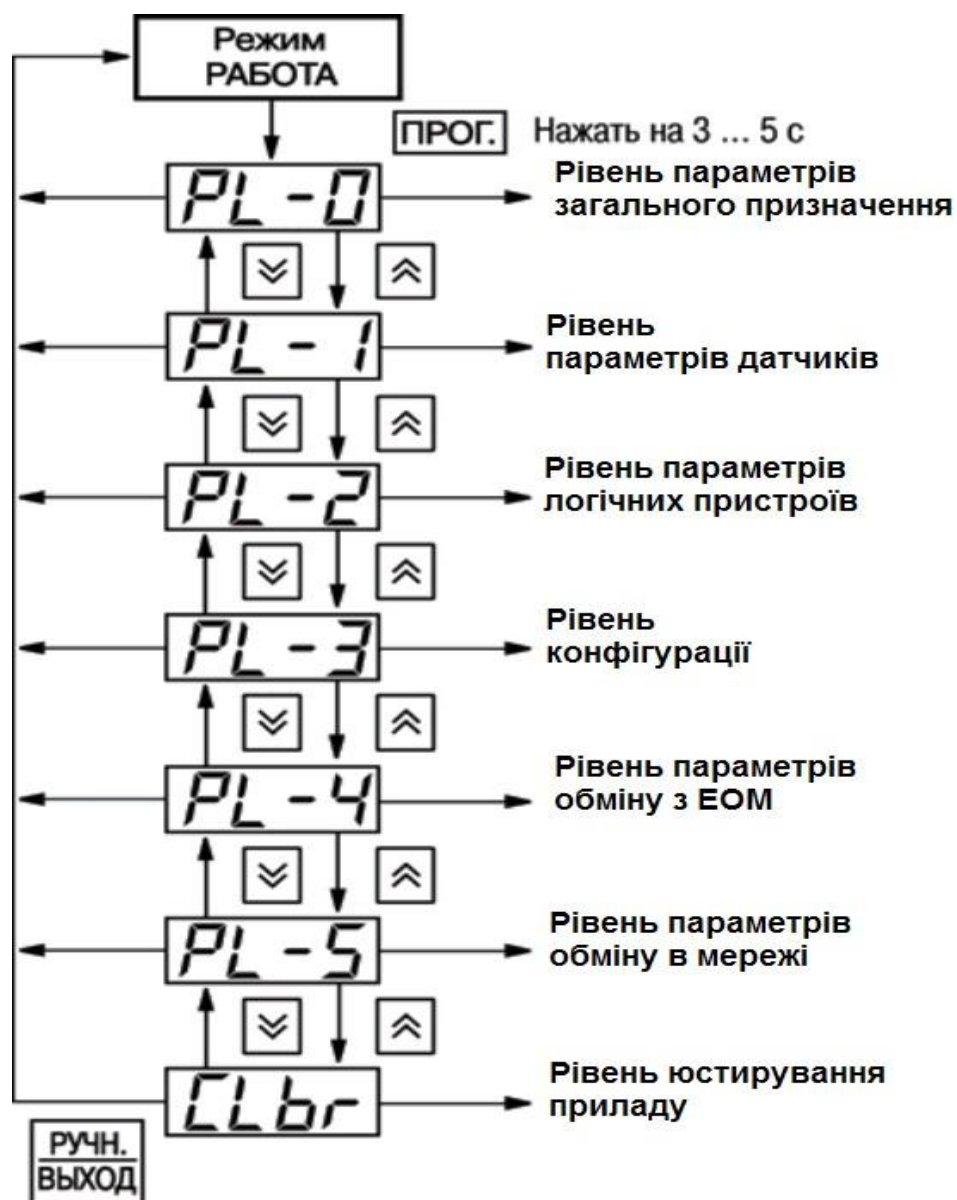 Режим
РАБОТА
ПРОГ. Нажать на 3 ... 5 с
PL-0
Рівень параметрів
загального призначення
PL-1
Рівень
параметрів датчиків
PL-2
Рівень параметрів
логічних пристроїв
PL-3
Рівень
конфігурації
PL-4
Рівень параметрів
обміну з ЕОМ
PL-5
Рівень параметрів
обміну в мережі
CLbr
Рівень юстирування
приладу
РУЧН.
ВЫХОД